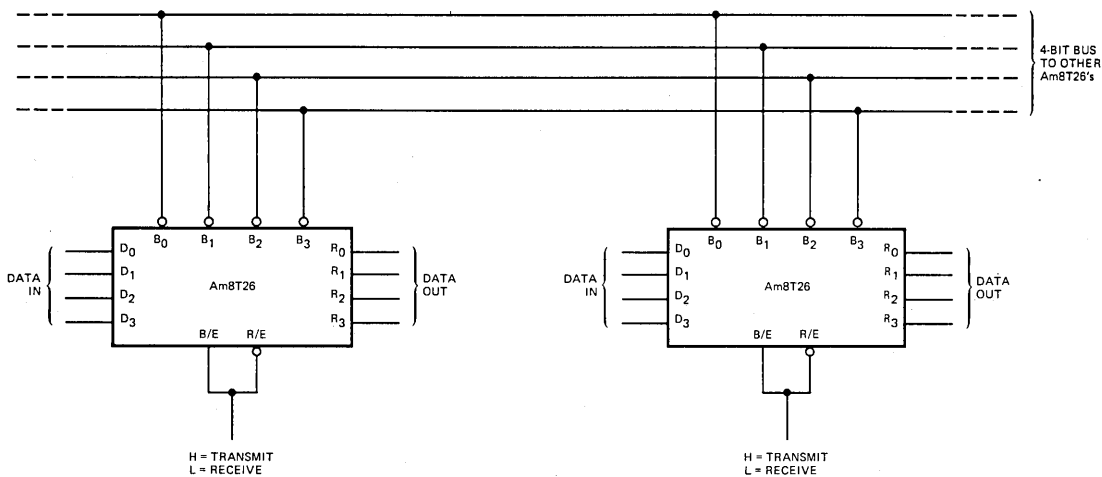 4-BIT BUS
TO OTHER
Am8T26's
B0 B1 B2 B3
D0
D1
D2
D3
DATA
IN
Am8T26
R0
R1
R2
R3
DATA
OUT
B/E R/E
H = TRANSMIT
L = RECEIVE
B0 B1 B2 B3
D0
D1
D2
D3
DATA
IN
Am8T26
R0
R1
R2
R3
DATA
OUT
B/E R/E
H = TRANSMIT
L = RECEIVE